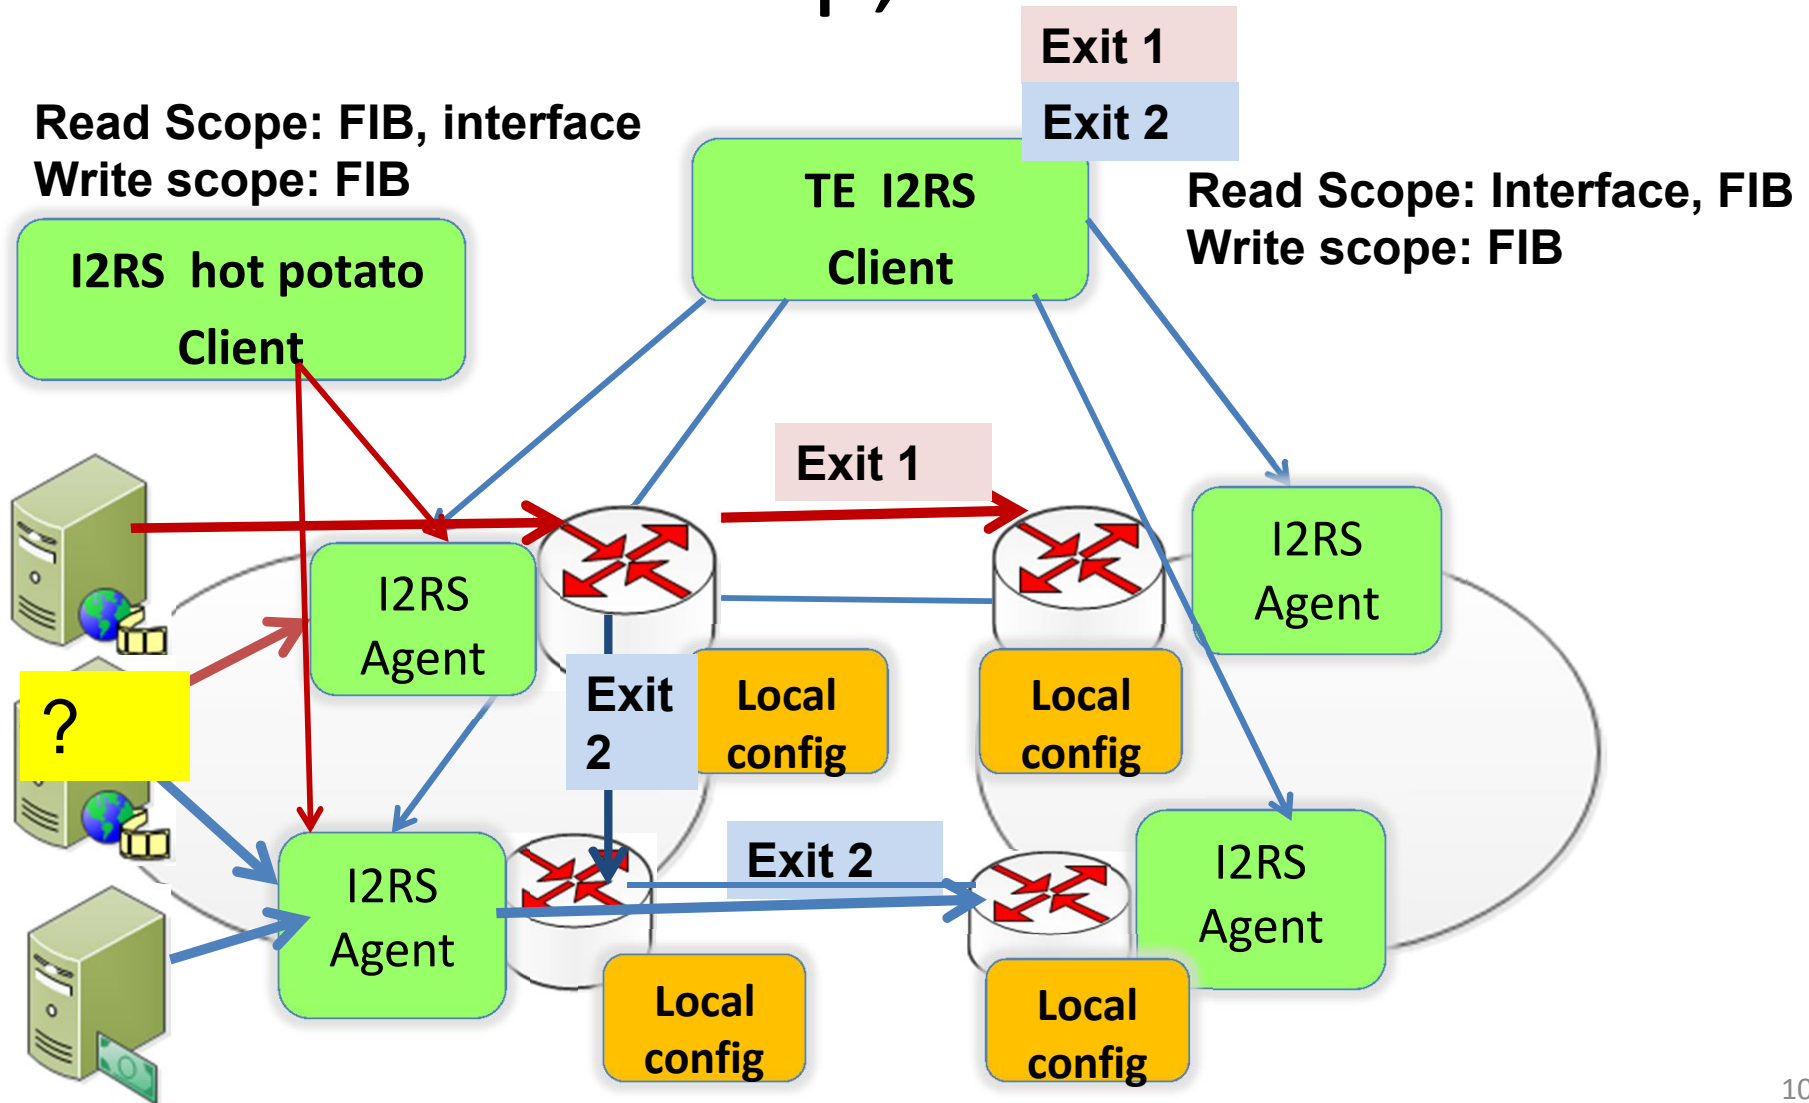 Exit 1
Exit 2
Read Scope: FIB, interface
Write scope: FIB
I2RS hot potato
Client
TE I2RS
Client
Read Scope: Interface, FIB
Write scope: FIB
Exit 1
I2RS
Agent
I2RS
Agent
?
Exit
2
Local
config
Local
config
Exit 2
I2RS
Agent
I2RS
Agent
Local
config
Local
config
10